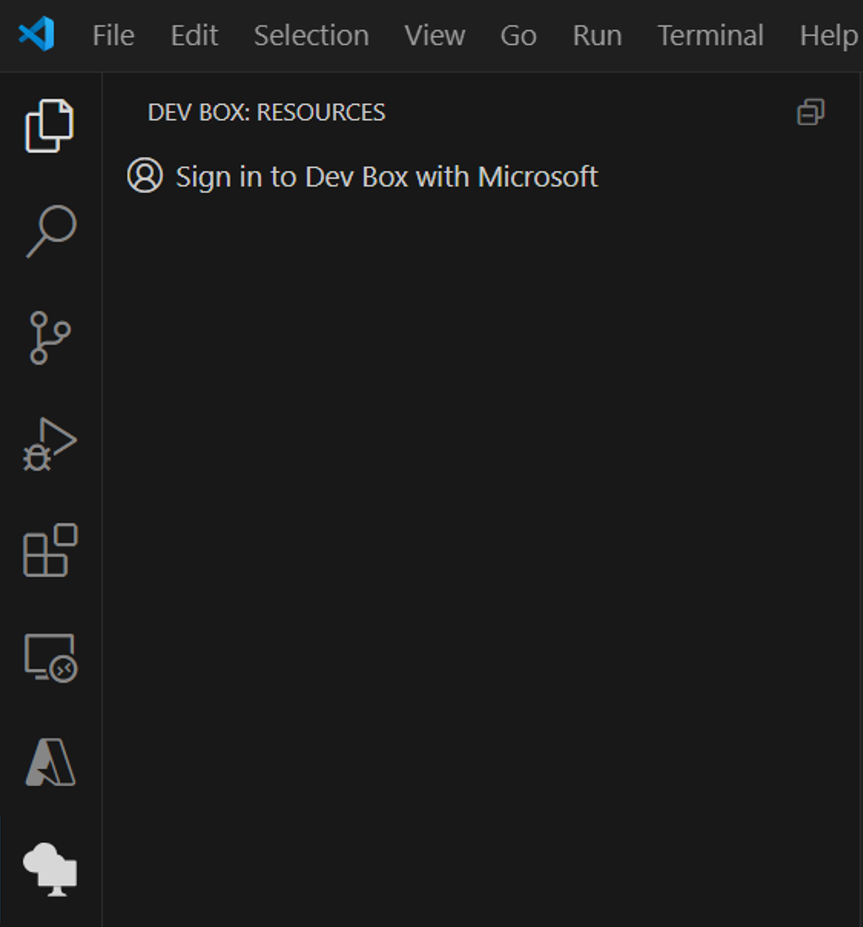 File Edit Selection View Go Run Terminal Help
DEV BOX: RESOURCES
Sign in to Dev Box with Microsoft